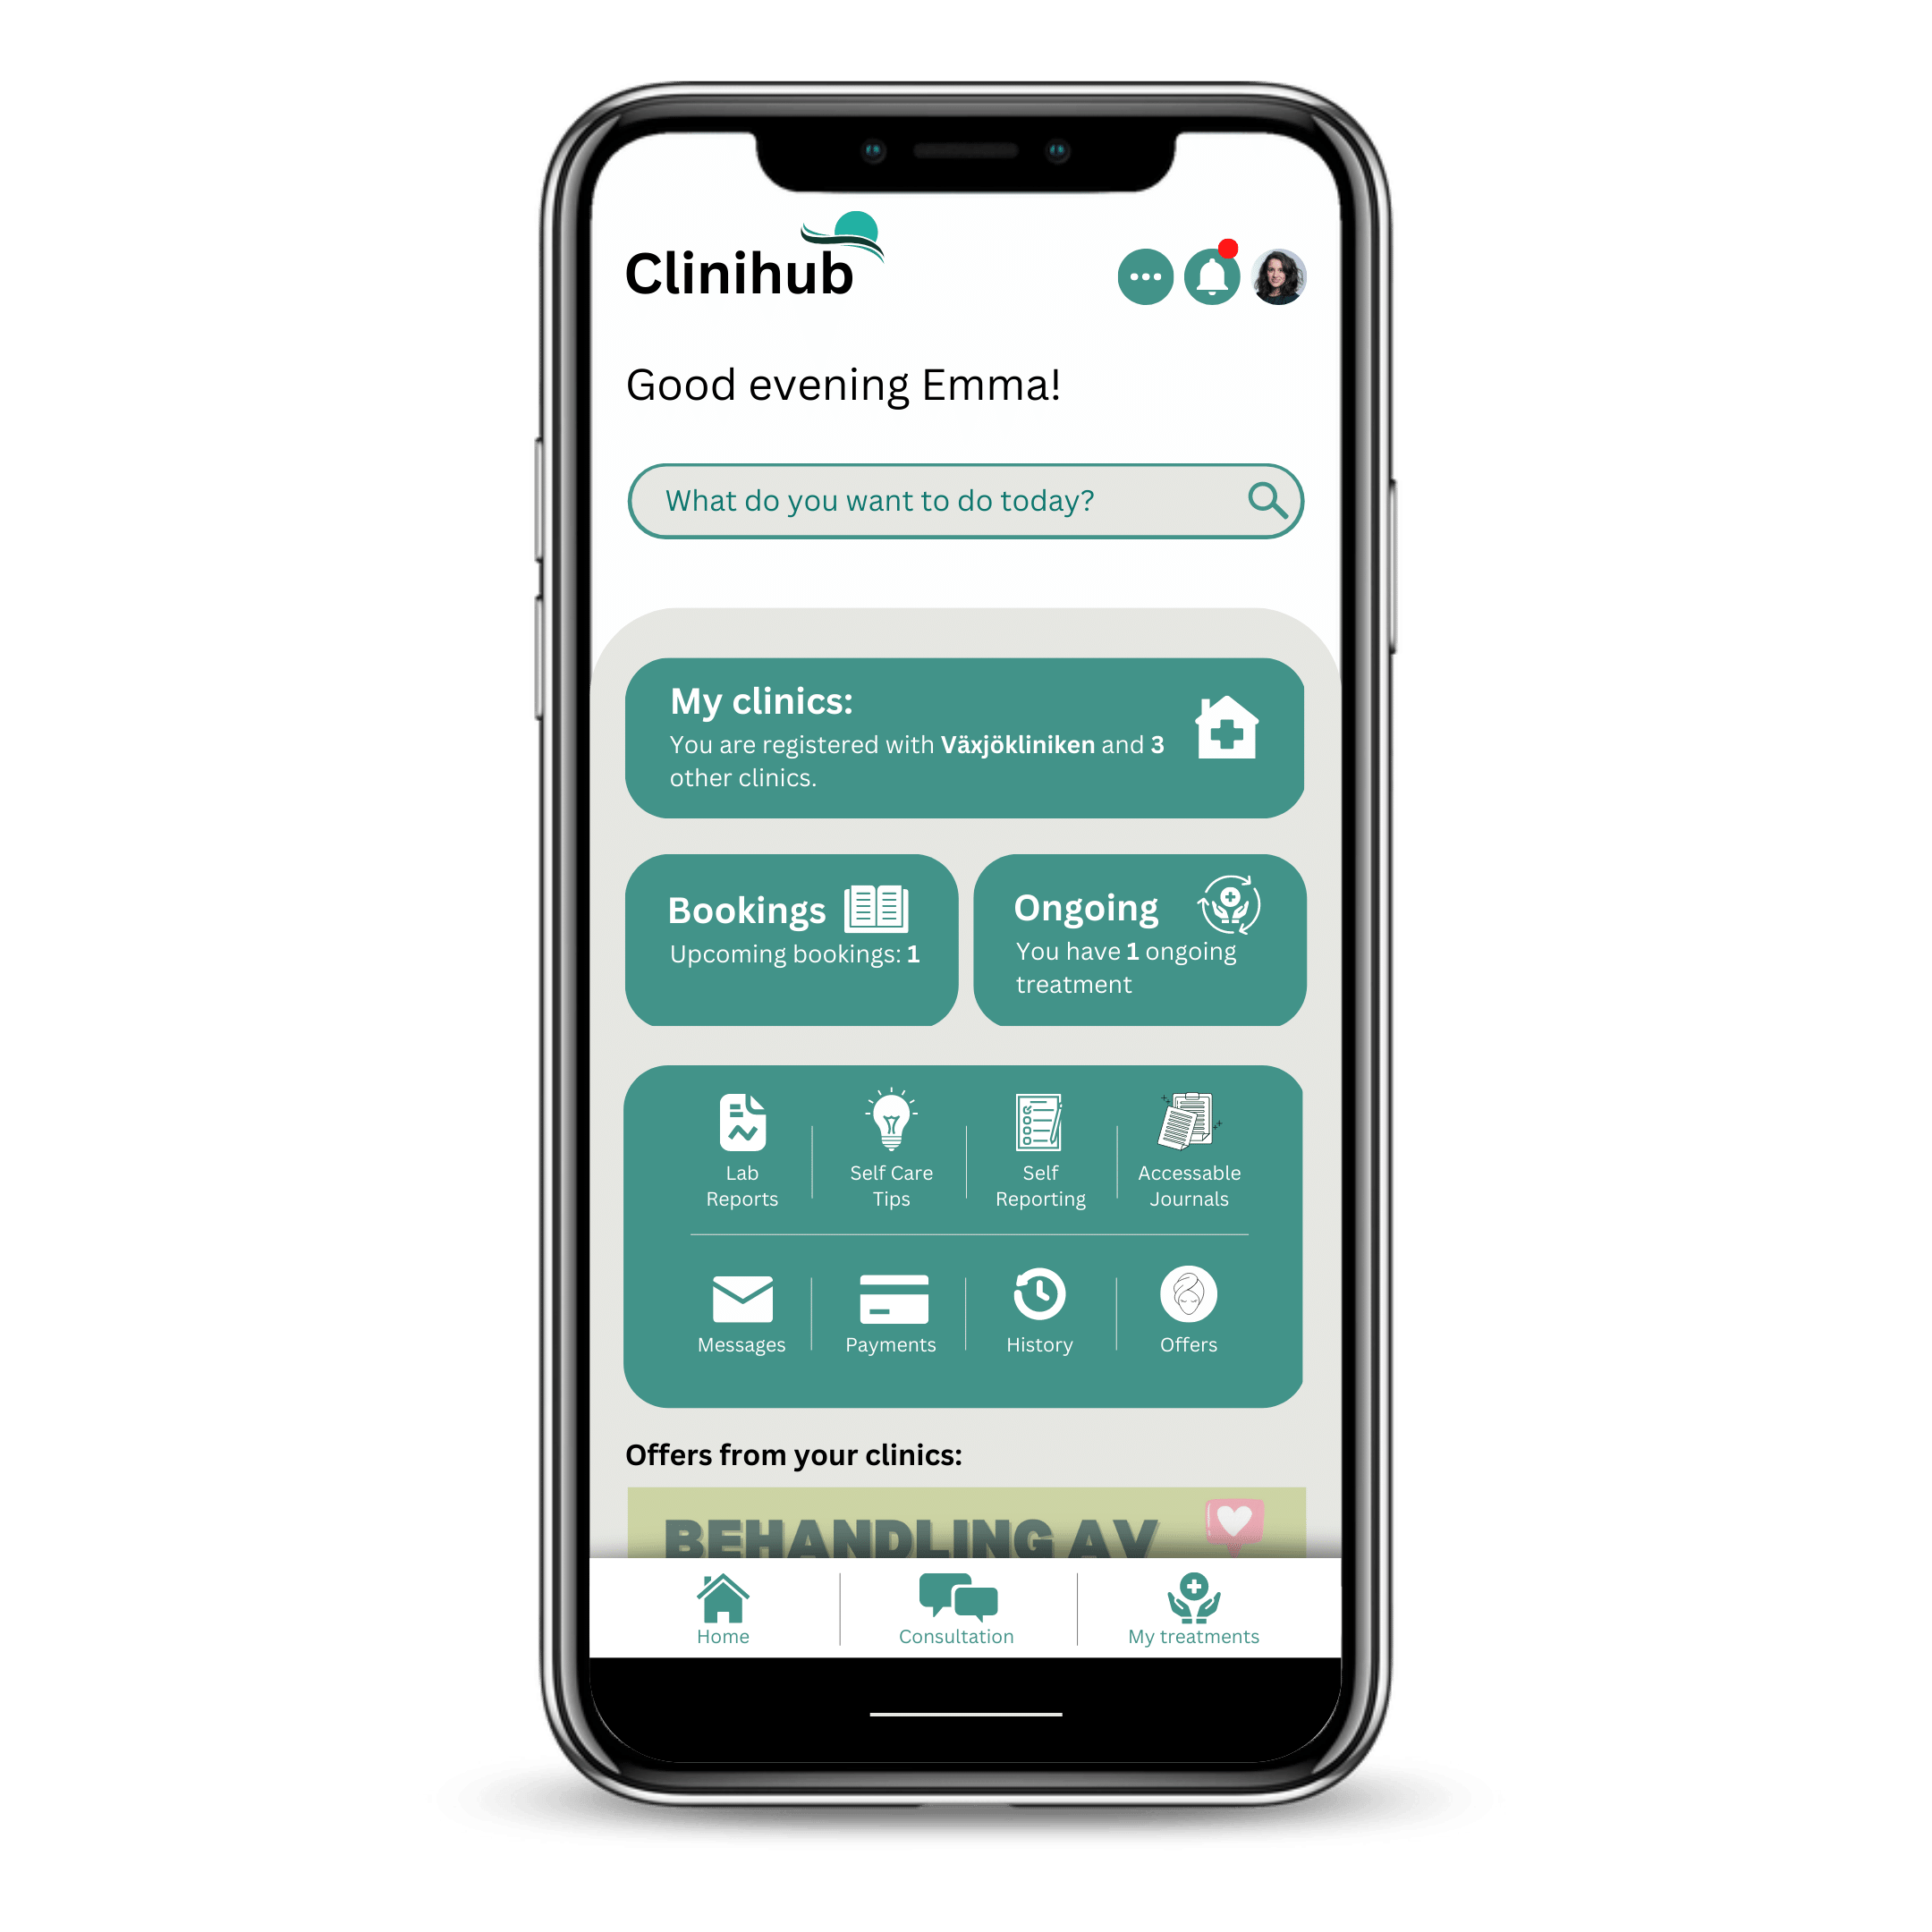 Clinihub
Good evening Emma!
What do you want to do today?
My clinics:
You are registered with Växjökliniken and 3
other clinics.
Bookings
Upcoming bookings: 1
Ongoing
You have 1 ongoing
treatment
Lab
Reports
Self Care
Tips
Self
Reporting
Accessable
Journals
Messages
Payments
History
Offers
Offers from your clinics:
BEHANDLING AV
Home
Consultation
My treatments